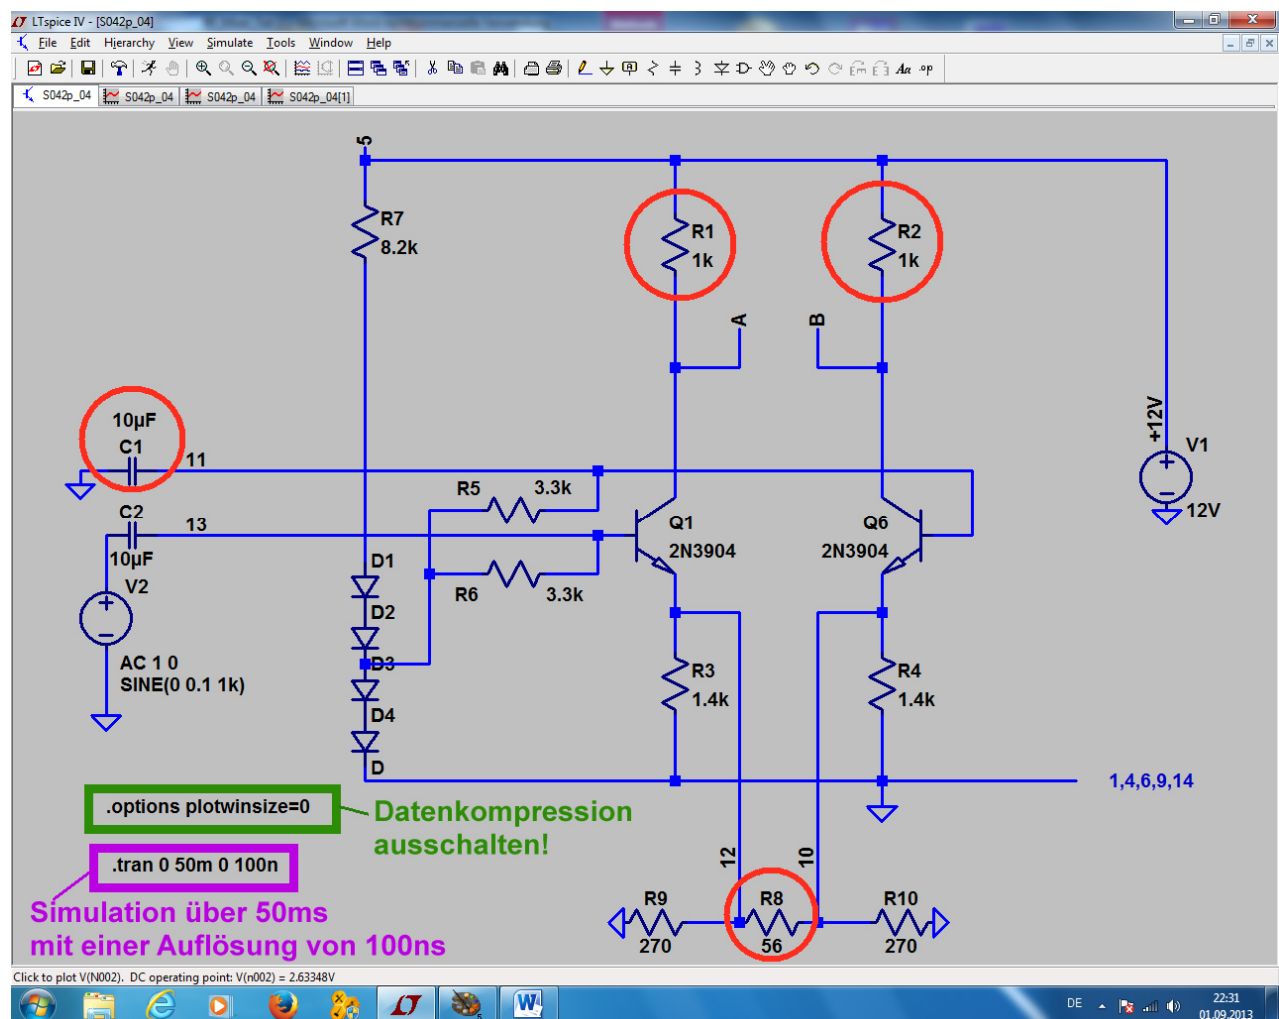 LTspice IV - [S042p_04]
File Edit Hierarchy View Simulate Tools Window Help
Aa .op
S042p_04 S042p_04 S042p_04 S042p_04[1]
5
R7
8.2k
R1
1k
R2
1k
A
B
10µF
C1
11
C2
13
10µF
V2
AC 1 0
SINE(0 0.1 1k)
R5 3.3k
R6 3.3k
D1
D2
D3
D4
D
Q1
2N3904
Q6
2N3904
+12V
V1
12V
R3
1.4k
R4
1.4k
1,4,6,9,14
.options plotwinsize=0
Datenkompression
ausschalten!
.tran 0 50m 0 100n
Simulation über 50ms
mit einer Auflösung von 100ns
12
10
R9
270
R8
56
R10
270
Click to plot V(N002). DC operating point: V(n002) = 2.63348V
DE
22:31
01.09.2013